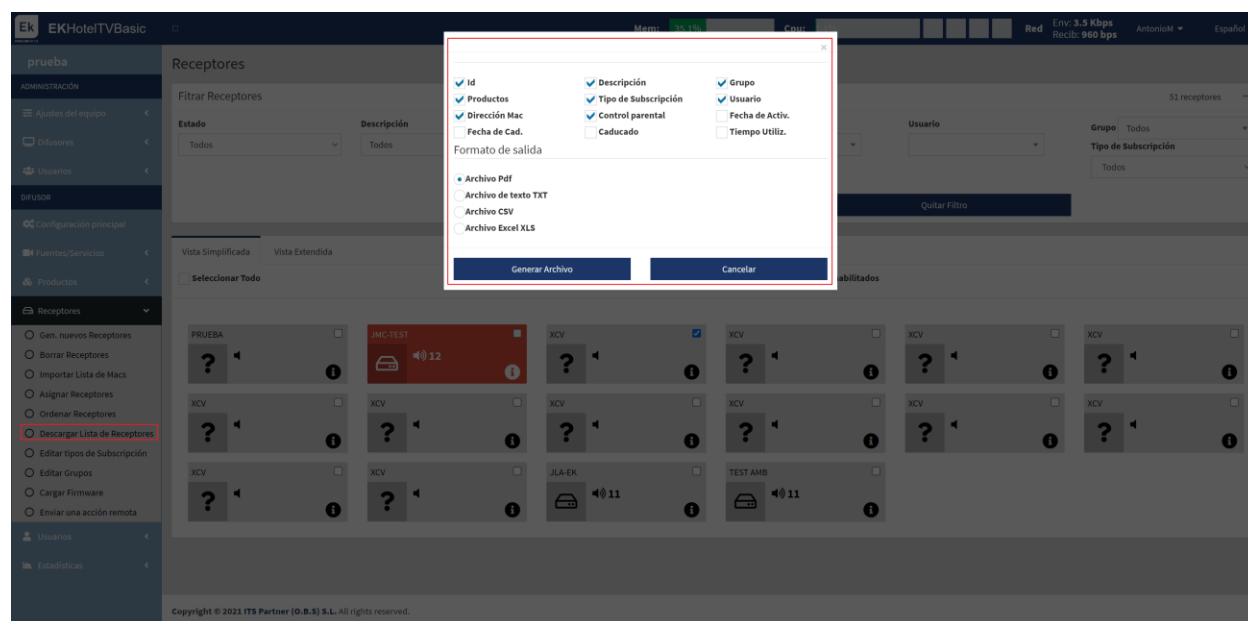 Ek EKHotelTVBasic
Mem: 35.1% Cpu:
Red Env: 3.5 Kbps
Recib: 960 bps
AntonioM
Español
prueba
ADMINISTRACIÓN
Ajustes del equipo
Difusores
Usuarios
DIFUSOR
Configuración principal
Fuentes/Servicios
Productos
Receptores
Gen. nuevos Receptores
Borrar Receptores
Importar Lista de Macs
Asignar Receptores
Ordenar Receptores
Descargar Lista de Receptores
Editar tipos de Subscripción
Editar Grupos
Cargar Firmware
Enviar una acción remota
Usuarios
Estadísticas
Receptores
Fitrar Receptores
51 receptores
Estado Descripción Usuario Grupo Todos
Todos Todos
Tipo de Subscripción
Todos
Quitar Filtro
×
Id Descripción Grupo
Productos Tipo de Subscripción Usuario
Dirección Mac Control parental Fecha de Activ.
Fecha de Cad. Caducado Tiempo Utiliz.
Formato de salida
Archivo Pdf
Archivo de texto TXT
Archivo CSV
Archivo Excel XLS
Generar Archivo Cancelar
Vista Simplificada Vista Extendida
Seleccionar Todo
abilitados
PRUEBA JMC-TEST XCV XCV XCV XCV
? 12 ? ? ? ?
XCV XCV XCV XCV XCV XCV
? ? ? ? ? ?
XCV XCV JLA-EK TEST AMB
? ? 11 11
Copyright © 2021 ITS Partner (O.B.S) S.L. All rights reserved.